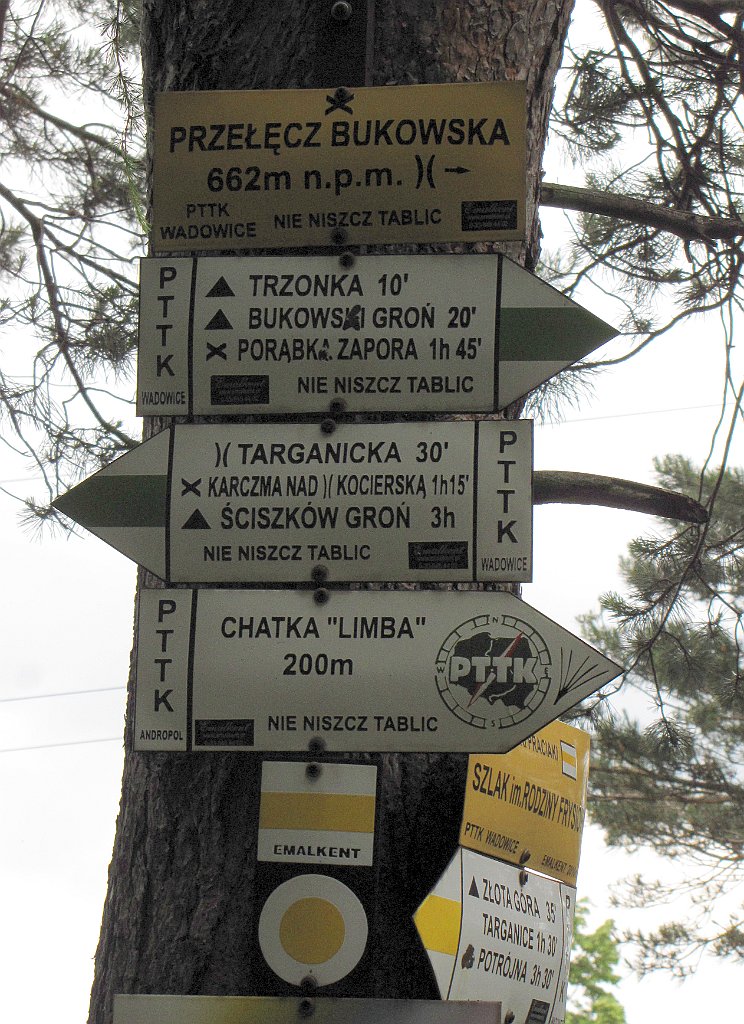 PRZEŁĘCZ BUKOWSKA
662m n.p.m. )( →
PTTK
WADOWICE
NIE NISZCZ TABLIC
PTTK
WADOWICE
TRZONKA 10'
BUKOWSKI GROŃ 20'
PORĄBKA ZAPORA 1h 45'
NIE NISZCZ TABLIC
)( TARGANICKA 30'
KARCZMA NAD )( KOCIERSKĄ 1h15'
ŚCISZKÓW GROŃ 3h
NIE NISZCZ TABLIC
PTTK
WADOWICE
PTTK
ANDROPOL
CHATKA "LIMBA"
200m
NIE NISZCZ TABLIC
N
W PTTK E
S
EMALKENT
SZLAK im. RODZINY
PTTK WADOWICE
EMALKENT
ZŁOTA GÓRA 35'
TARGANICE 1h 30'
POTRÓJNA 3h 30'